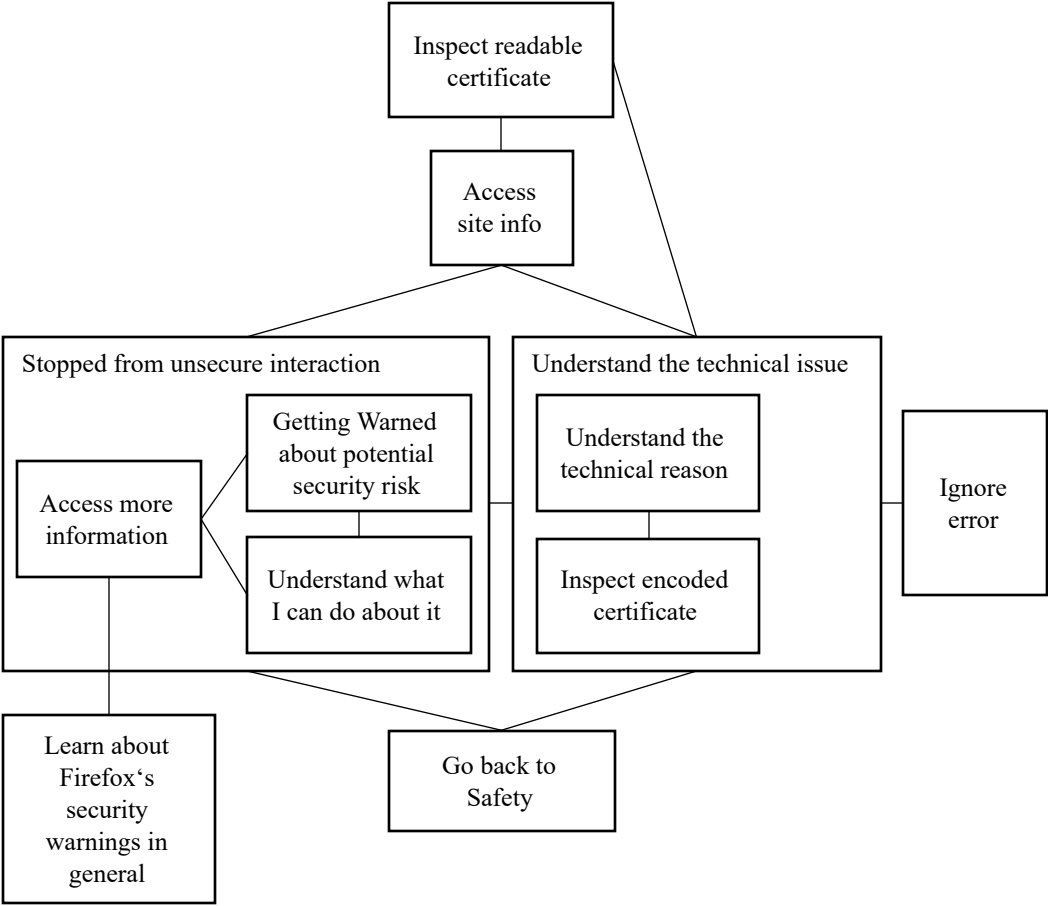 Inspect readable
certificate
Access
site info
Stopped from unsecure interaction
Getting Warned
about potential
security risk
Access more
information
Understand what
I can do about it
Understand the technical issue
Understand the
technical reason
Inspect encoded
certificate
Ignore
error
Learn about
Firefox‘s
security
warnings in
general
Go back to
Safety